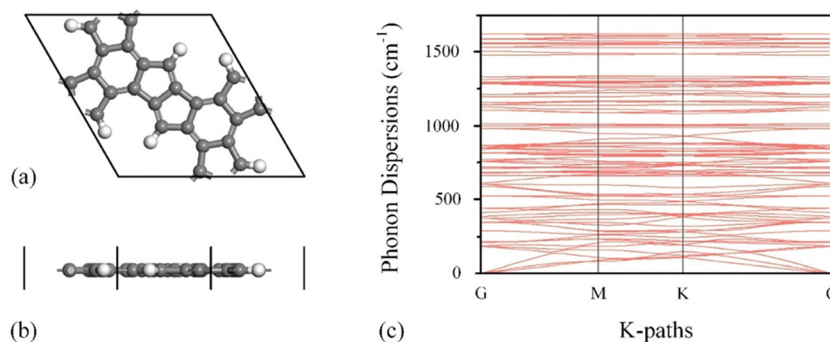 (a)
(b)
(c)
Phonon Dispersions (cm-1)
1500
1000
500
0
G M K G
K-paths